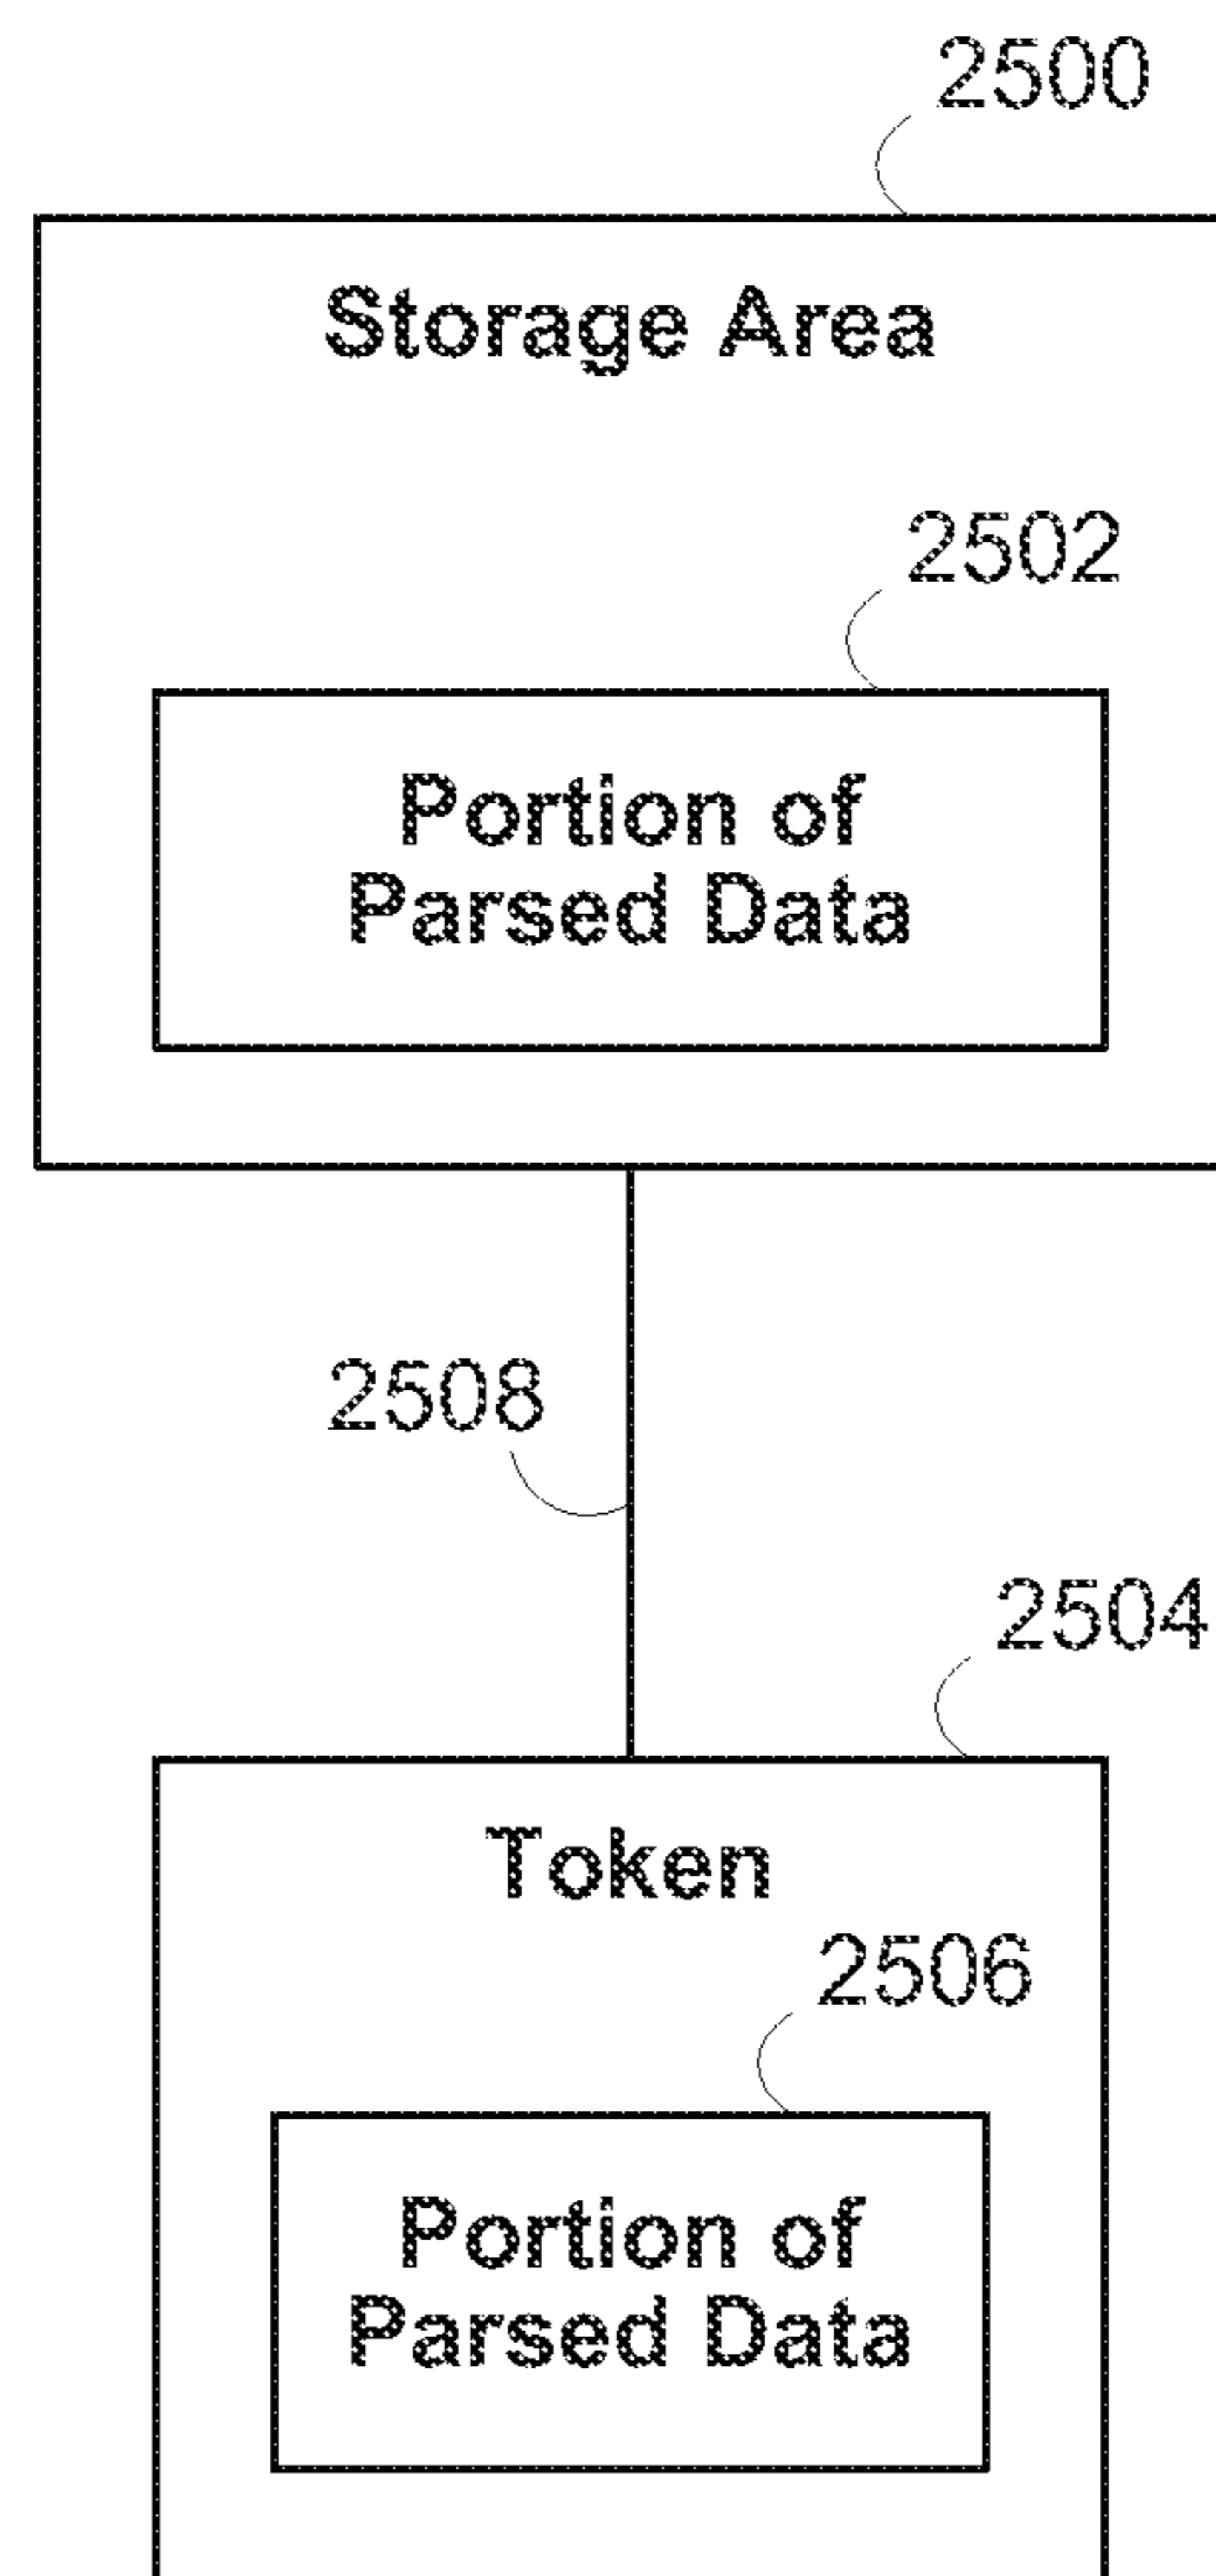 2500
Storage Area
2502
Portion of
Parsed Data
2508
2504
Token
2506
Portion of
Parsed Data